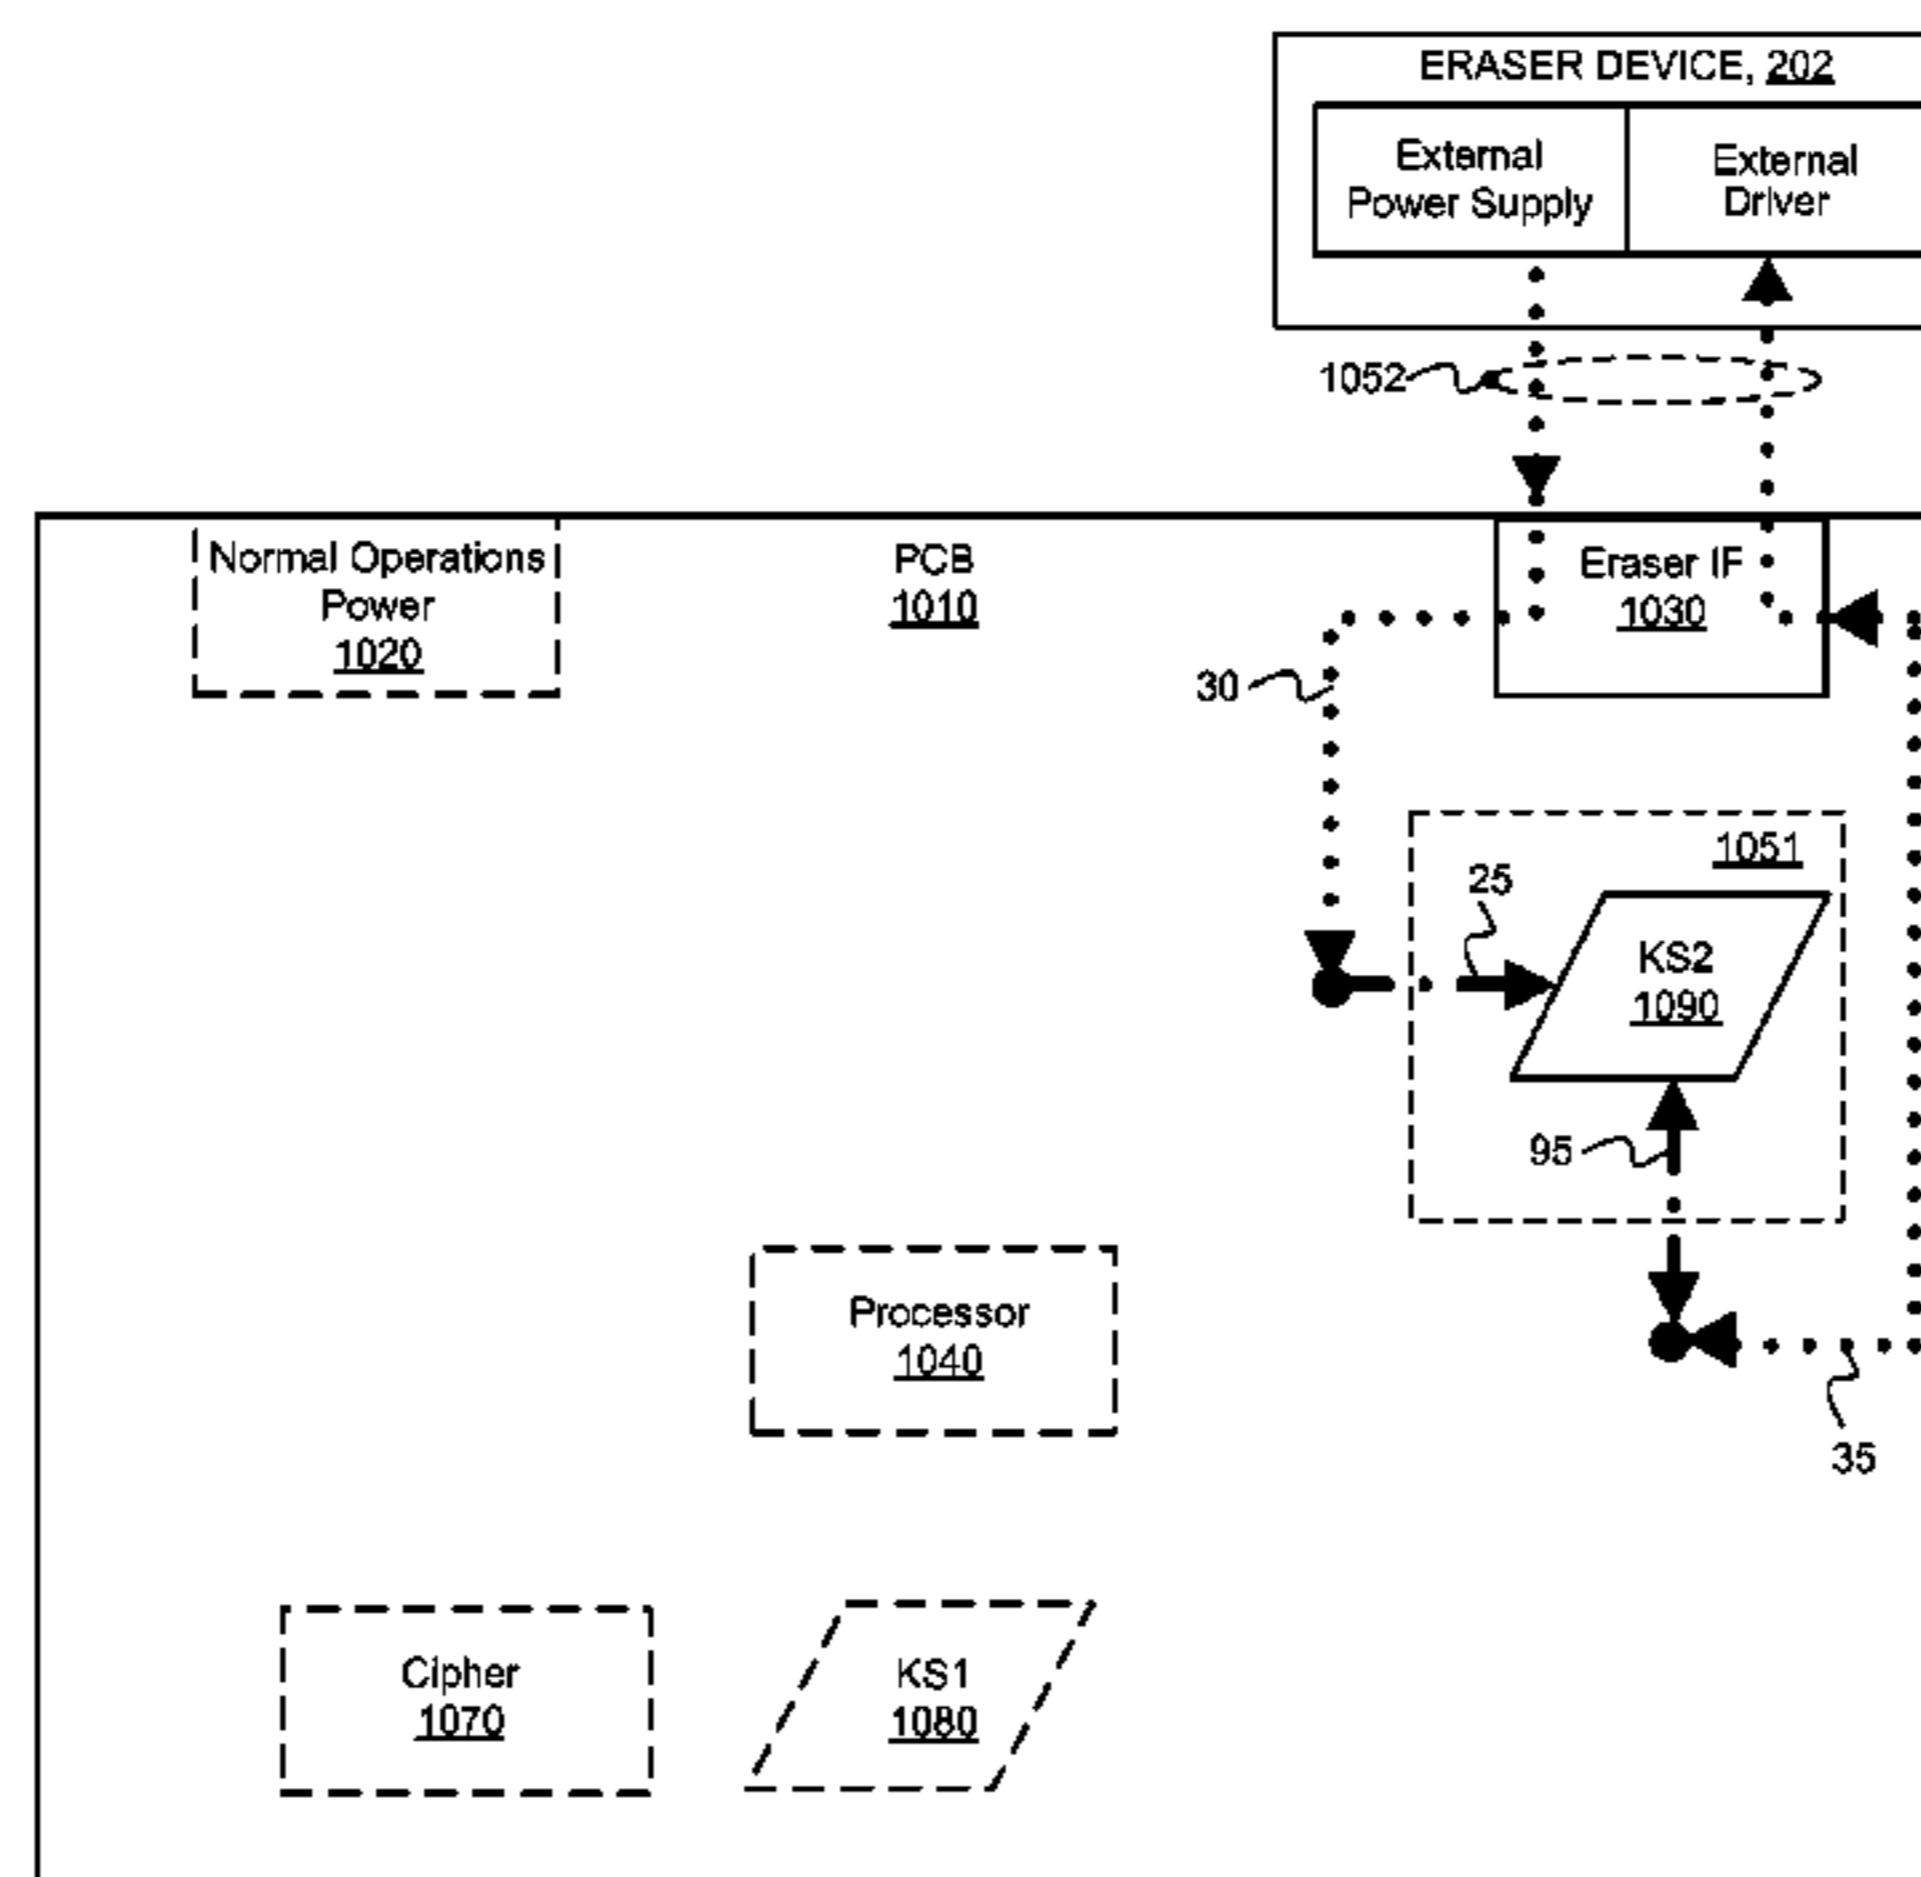 ERASER DEVICE, 202
External
Power Supply
External
Driver
1052
Normal Operations
Power
1020
PCB
1010
Eraser IF
1030
30
1051
25
KS2
1090
95
Processor
1040
35
Cipher
1070
KS1
1080